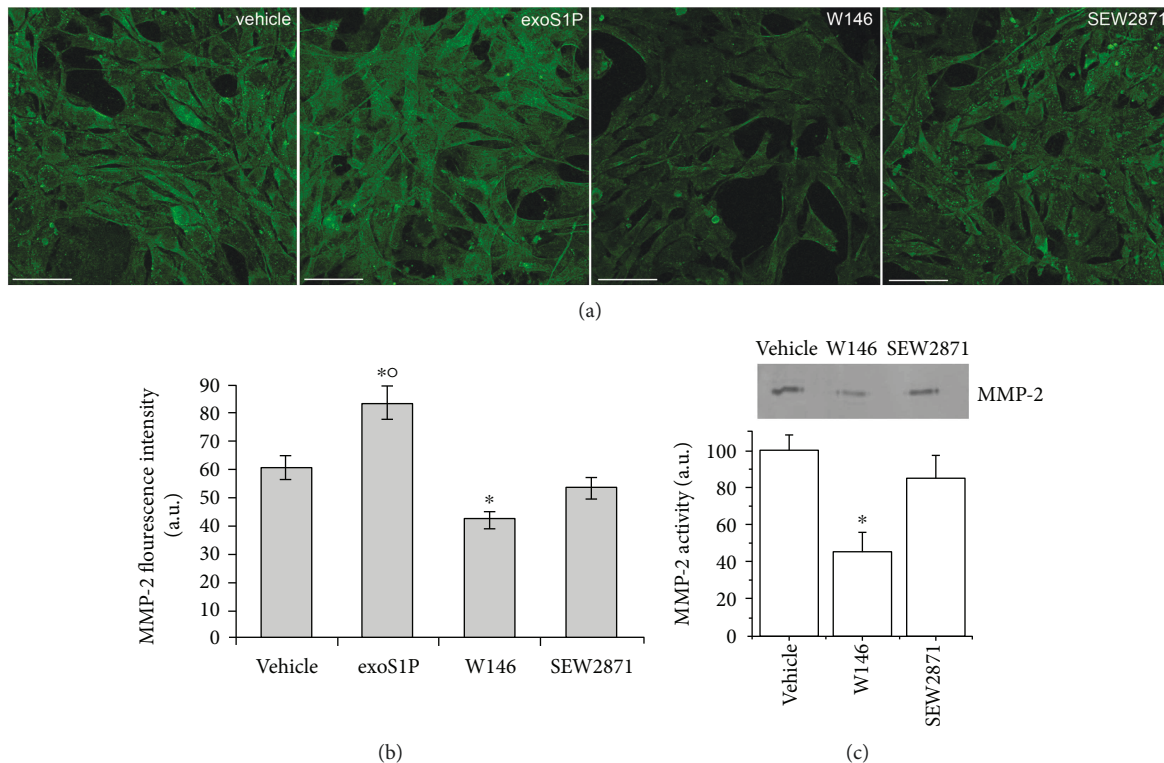 vehicle
exoS1P
W146
SEW2871
(a)
90
80
70
60
50
40
30
20
10
0
MMP-2 flourescence intensity
(a.u.)
*○
*
Vehicle
exoS1P
W146
SEW2871
(b)
Vehicle W146 SEW2871
MMP-2
100
80
60
40
20
0
MMP-2 activity (a.u.)
*
Vehicle
W146
SEW2871
(c)